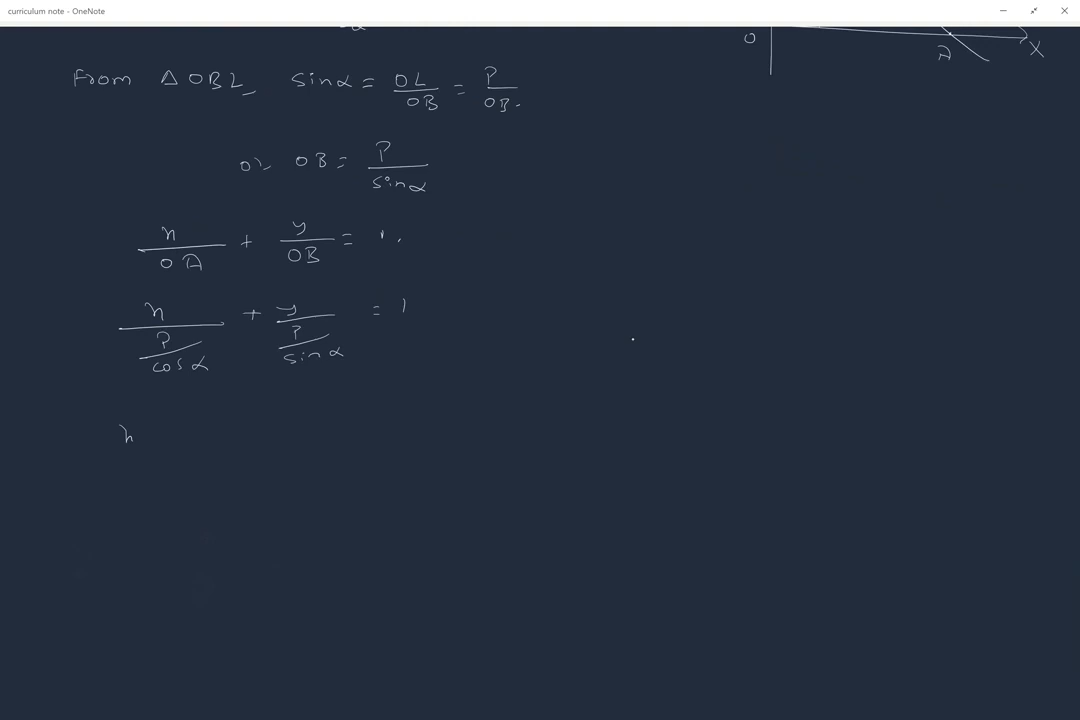 curriculum note - OneNote
α
O A X
From △ OBL, sinα = OL/OB = P/OB.
or OB = P/sinα
x/OA + y/OB = 1.
x/(P/cosα) + y/(P/sinα) = 1
x